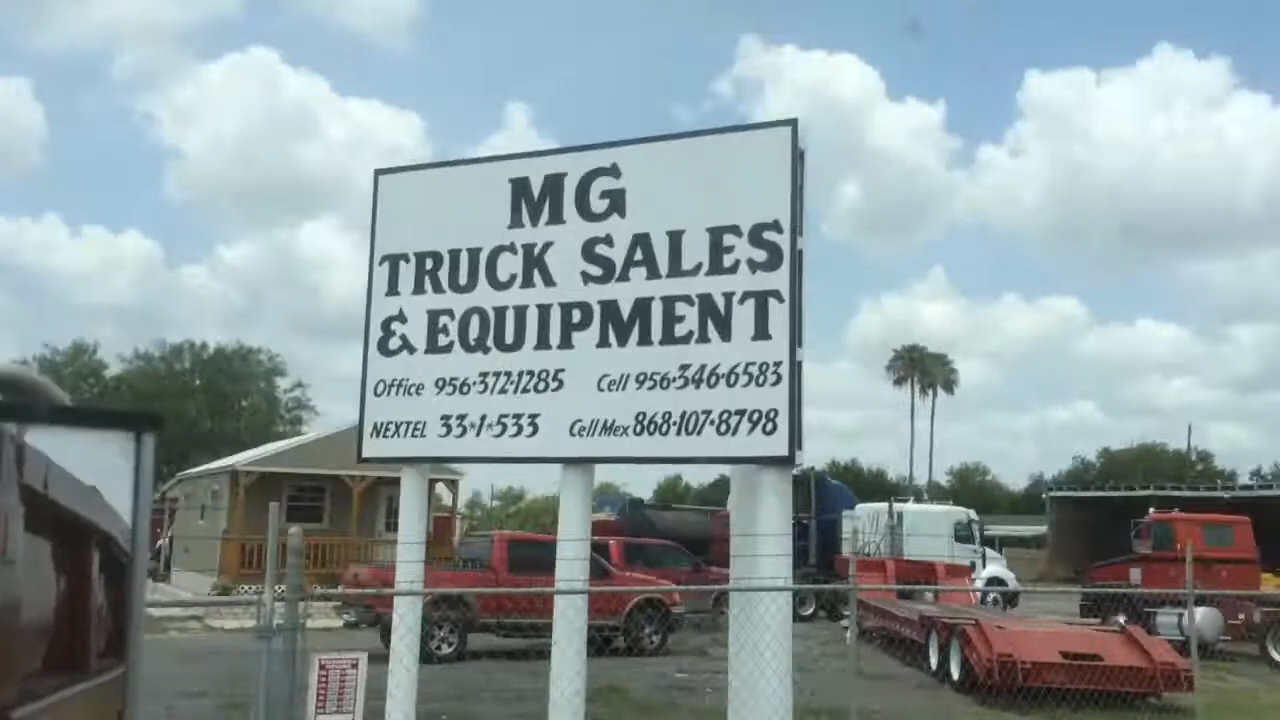 MG
TRUCK SALES
& EQUIPMENT
Office 956·372·1285 Cell 956·346·6583
NEXTEL 33*1*533 Cell Mex 868·107·8798